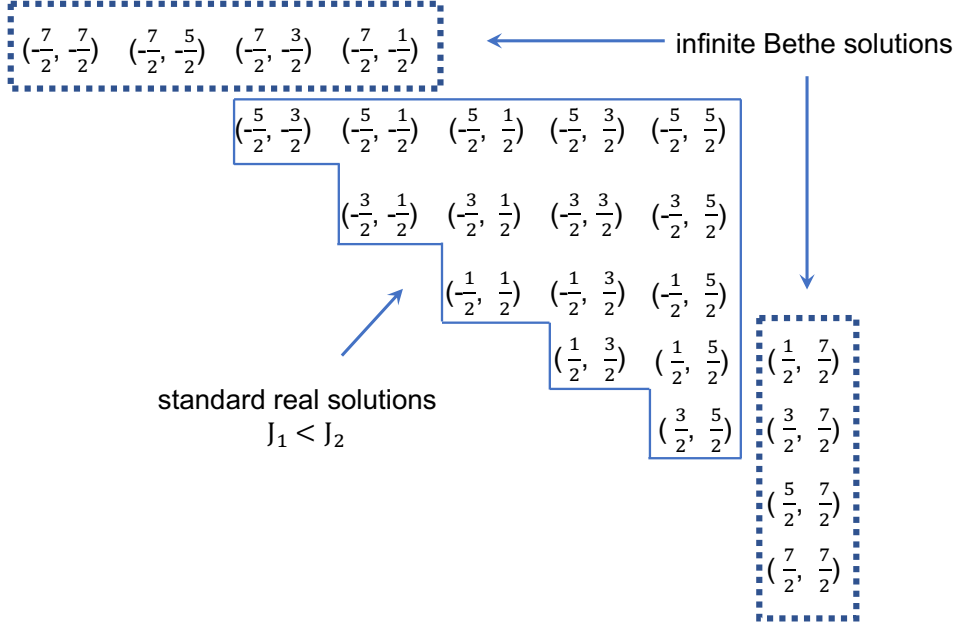 (-7/2, -7/2) (-7/2, -5/2) (-7/2, -3/2) (-7/2, -1/2)
infinite Bethe solutions
(-5/2, -3/2) (-5/2, -1/2) (-5/2, 1/2) (-5/2, 3/2) (-5/2, 5/2)
(-3/2, -1/2) (-3/2, 1/2) (-3/2, 3/2) (-3/2, 5/2)
(-1/2, 1/2) (-1/2, 3/2) (-1/2, 5/2)
(1/2, 3/2) (1/2, 5/2) (1/2, 7/2)
standard real solutions
J₁ < J₂
(3/2, 5/2) (3/2, 7/2)
(5/2, 7/2)
(7/2, 7/2)